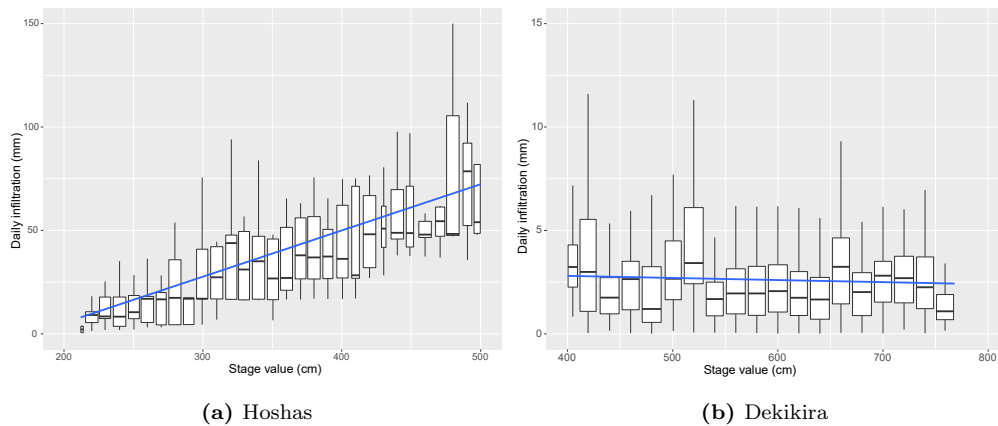 150
100
50
0
Daily infiltration (mm)
200 300 400 500
Stage value (cm)
(a) Hoshas
15
10
5
0
Daily infiltration (mm)
400 500 600 700 800
Stage value (cm)
(b) Dekikira